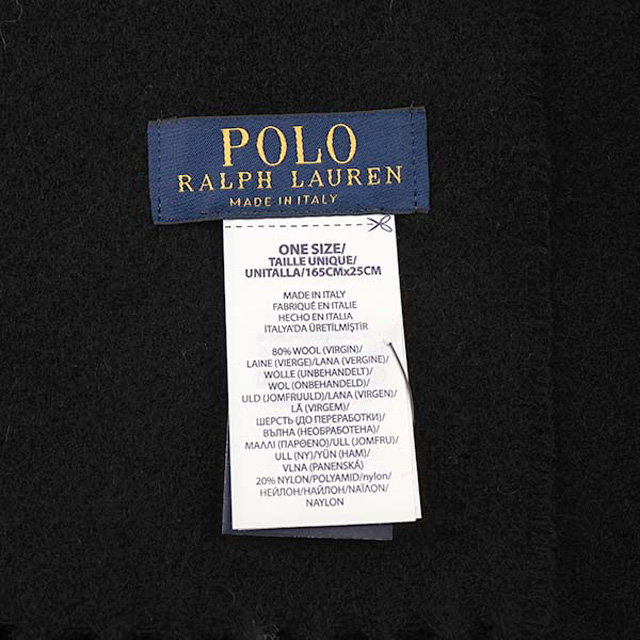 POLO
RALPH LAUREN
MADE IN ITALY
ONE SIZE/
TAILLE UNIQUE/
UNITALLA/165CMx25CM
MADE IN ITALY
FABRIQUÉ EN ITALIE
HECHO EN ITALIA
İTALYA'DA ÜRETİLMİŞTİR
80% WOOL (VIRGIN)/
LAINE (VIERGE)/LANA (VERGINE)/
WOLLE (UNBEHANDELT)/
WOL (ONBEHANDELD)/
ULD (JOMFRUULD)/LANA (VIRGEN)/
LÃ (VIRGEM)/
ШЕРСТЬ (ДО ПЕРЕРАБОТКИ)/
ВЪЛНА (НЕОБРАБОТЕНА)/
ΜΑΛΛΙ (ΠΑΡΘΕΝΟ)/ULL (JOMFRU)/
ULL (NY)/YÜN (HAM)/
VLNA (PANENSKÁ)
20% NYLON/POLYAMID/nylon/
НЕЙЛОН/НАЙЛОН/ΝΑΪΛΟΝ/
NAYLON